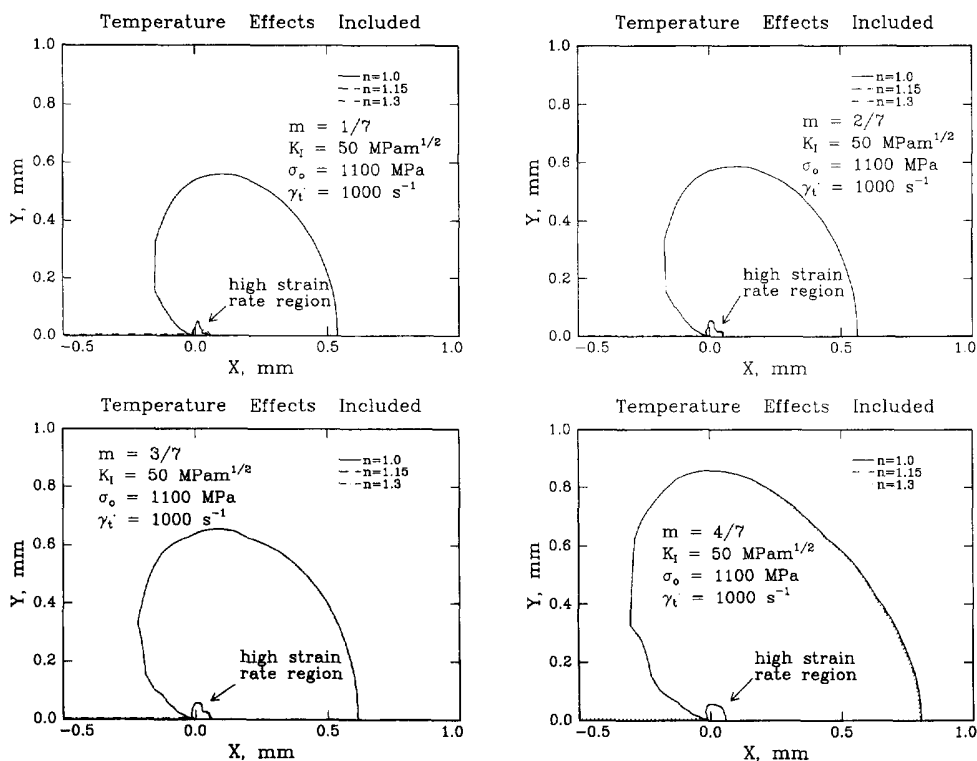 Temperature Effects Included
1.0
0.8
0.6
0.4
0.2
0.0
Y, mm
n=1.0
n=1.15
n=1.3
m = 1/7
K_I = 50 MPam^1/2
σ_o = 1100 MPa
γ_t· = 1000 s^-1
high strain
rate region
-0.5
0.0
0.5
1.0
X, mm
Temperature Effects Included
1.0
0.8
0.6
0.4
0.2
0.0
Y, mm
n=1.0
n=1.15
n=1.3
m = 2/7
K_I = 50 MPam^1/2
σ_o = 1100 MPa
γ_t· = 1000 s^-1
high strain
rate region
-0.5
0.0
0.5
1.0
X, mm
Temperature Effects Included
1.0
0.8
0.6
0.4
0.2
0.0
Y, mm
n=1.0
n=1.15
n=1.3
m = 3/7
K_I = 50 MPam^1/2
σ_o = 1100 MPa
γ_t· = 1000 s^-1
high strain
rate region
-0.5
0.0
0.5
1.0
X, mm
Temperature Effects Included
1.0
0.8
0.6
0.4
0.2
0.0
Y, mm
n=1.0
n=1.15
n=1.3
m = 4/7
K_I = 50 MPam^1/2
σ_o = 1100 MPa
γ_t· = 1000 s^-1
high strain
rate region
-0.5
0.0
0.5
1.0
X, mm